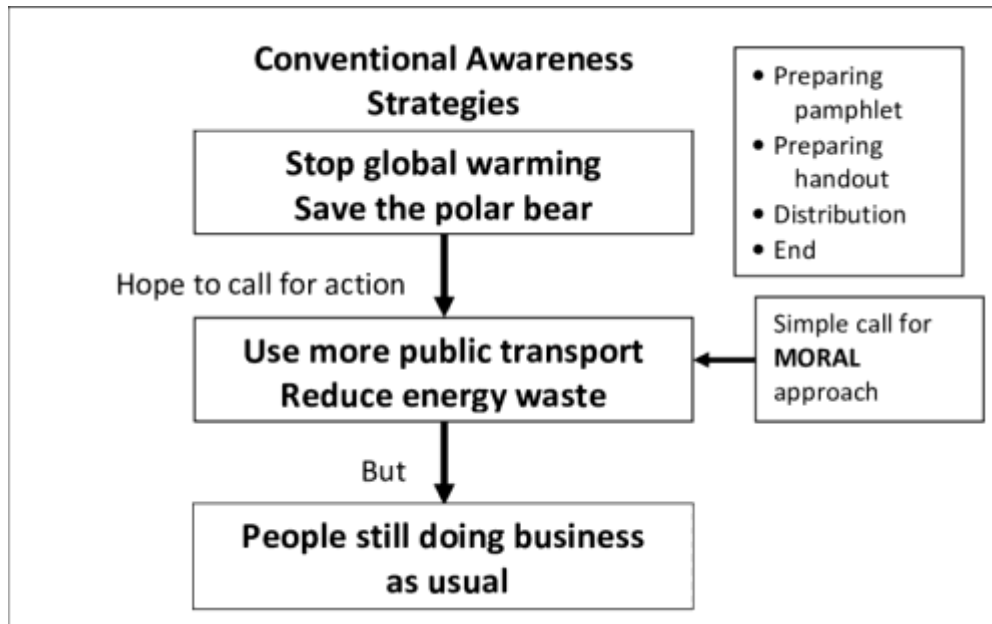 Conventional Awareness
Strategies
Stop global warming
Save the polar bear
Hope to call for action
Use more public transport
Reduce energy waste
But
People still doing business
as usual
• Preparing
pamphlet
• Preparing
handout
• Distribution
• End
Simple call for
MORAL
approach